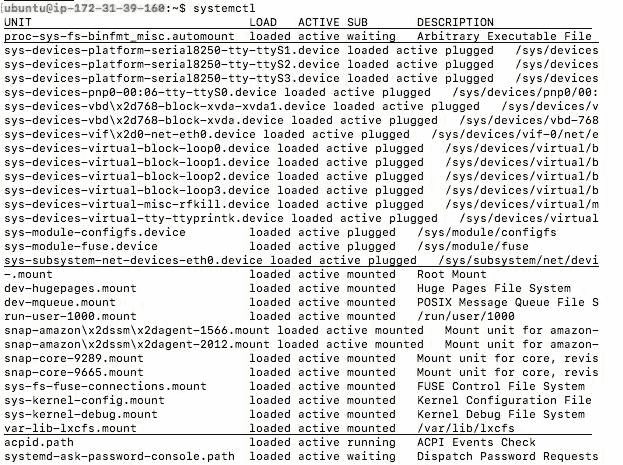 ubuntu@ip-172-31-39-160:~$ systemctl
UNIT LOAD ACTIVE SUB DESCRIPTION
proc-sys-fs-binfmt_misc.automount loaded active waiting Arbitrary Executable File
sys-devices-platform-serial8250-tty-ttyS1.device loaded active plugged /sys/devices
sys-devices-platform-serial8250-tty-ttyS2.device loaded active plugged /sys/devices
sys-devices-platform-serial8250-tty-ttyS3.device loaded active plugged /sys/devices
sys-devices-pnp0-00:06-tty-ttyS0.device loaded active plugged /sys/devices/pnp0/00:
sys-devices-vbd\x2d768-block-xvda-xvda1.device loaded active plugged /sys/devices/v
sys-devices-vbd\x2d768-block-xvda.device loaded active plugged /sys/devices/vbd-768
sys-devices-vif\x2d0-net-eth0.device loaded active plugged /sys/devices/vif-0/net/e
sys-devices-virtual-block-loop0.device loaded active plugged /sys/devices/virtual/b
sys-devices-virtual-block-loop1.device loaded active plugged /sys/devices/virtual/b
sys-devices-virtual-block-loop2.device loaded active plugged /sys/devices/virtual/b
sys-devices-virtual-block-loop3.device loaded active plugged /sys/devices/virtual/b
sys-devices-virtual-misc-rfkill.device loaded active plugged /sys/devices/virtual/m
sys-devices-virtual-tty-ttyprintk.device loaded active plugged /sys/devices/virtual
sys-module-configfs.device loaded active plugged /sys/module/configfs
sys-module-fuse.device loaded active plugged /sys/module/fuse
sys-subsystem-net-devices-eth0.device loaded active plugged /sys/subsystem/net/devi
-.mount loaded active mounted Root Mount
dev-hugepages.mount loaded active mounted Huge Pages File System
dev-mqueue.mount loaded active mounted POSIX Message Queue File S
run-user-1000.mount loaded active mounted /run/user/1000
snap-amazon\x2dssm\x2dagent-1566.mount loaded active mounted Mount unit for amazon-
snap-amazon\x2dssm\x2dagent-2012.mount loaded active mounted Mount unit for amazon-
snap-core-9289.mount loaded active mounted Mount unit for core, revis
snap-core-9665.mount loaded active mounted Mount unit for core, revis
sys-fs-fuse-connections.mount loaded active mounted FUSE Control File System
sys-kernel-config.mount loaded active mounted Kernel Configuration File
sys-kernel-debug.mount loaded active mounted Kernel Debug File System
var-lib-lxcfs.mount loaded active mounted /var/lib/lxcfs
acpid.path loaded active running ACPI Events Check
systemd-ask-password-console.path loaded active waiting Dispatch Password Requests